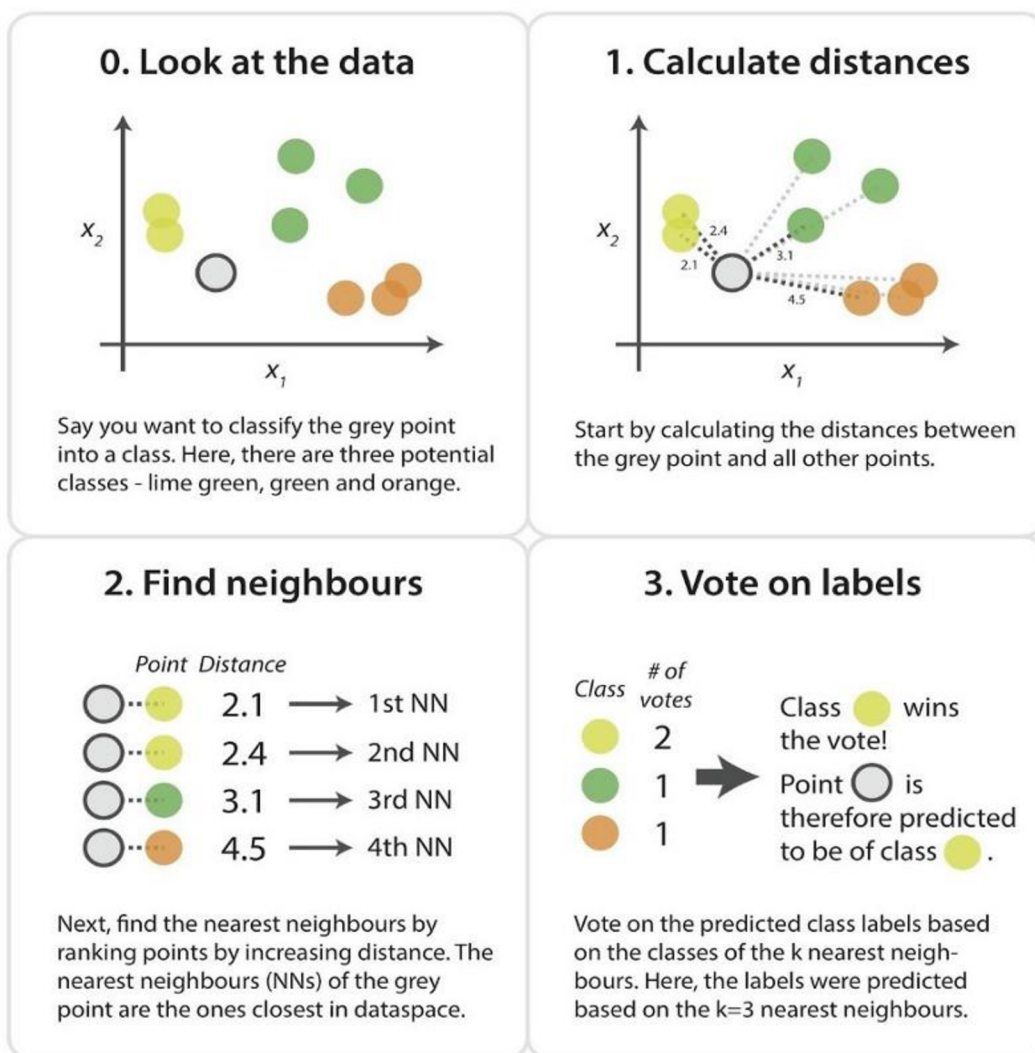 0. Look at the data
x2
x1
Say you want to classify the grey point
into a class. Here, there are three potential
classes - lime green, green and orange.
1. Calculate distances
x2
2.4
2.1
3.1
4.5
x1
Start by calculating the distances between
the grey point and all other points.
2. Find neighbours
Point Distance
2.1 → 1st NN
2.4 → 2nd NN
3.1 → 3rd NN
4.5 → 4th NN
Next, find the nearest neighbours by
ranking points by increasing distance. The
nearest neighbours (NNs) of the grey
point are the ones closest in dataspace.
3. Vote on labels
Class # of votes
2
1
1
Class wins
the vote!
Point is
therefore predicted
to be of class .
Vote on the predicted class labels based
on the classes of the k nearest neigh-
bours. Here, the labels were predicted
based on the k=3 nearest neighbours.